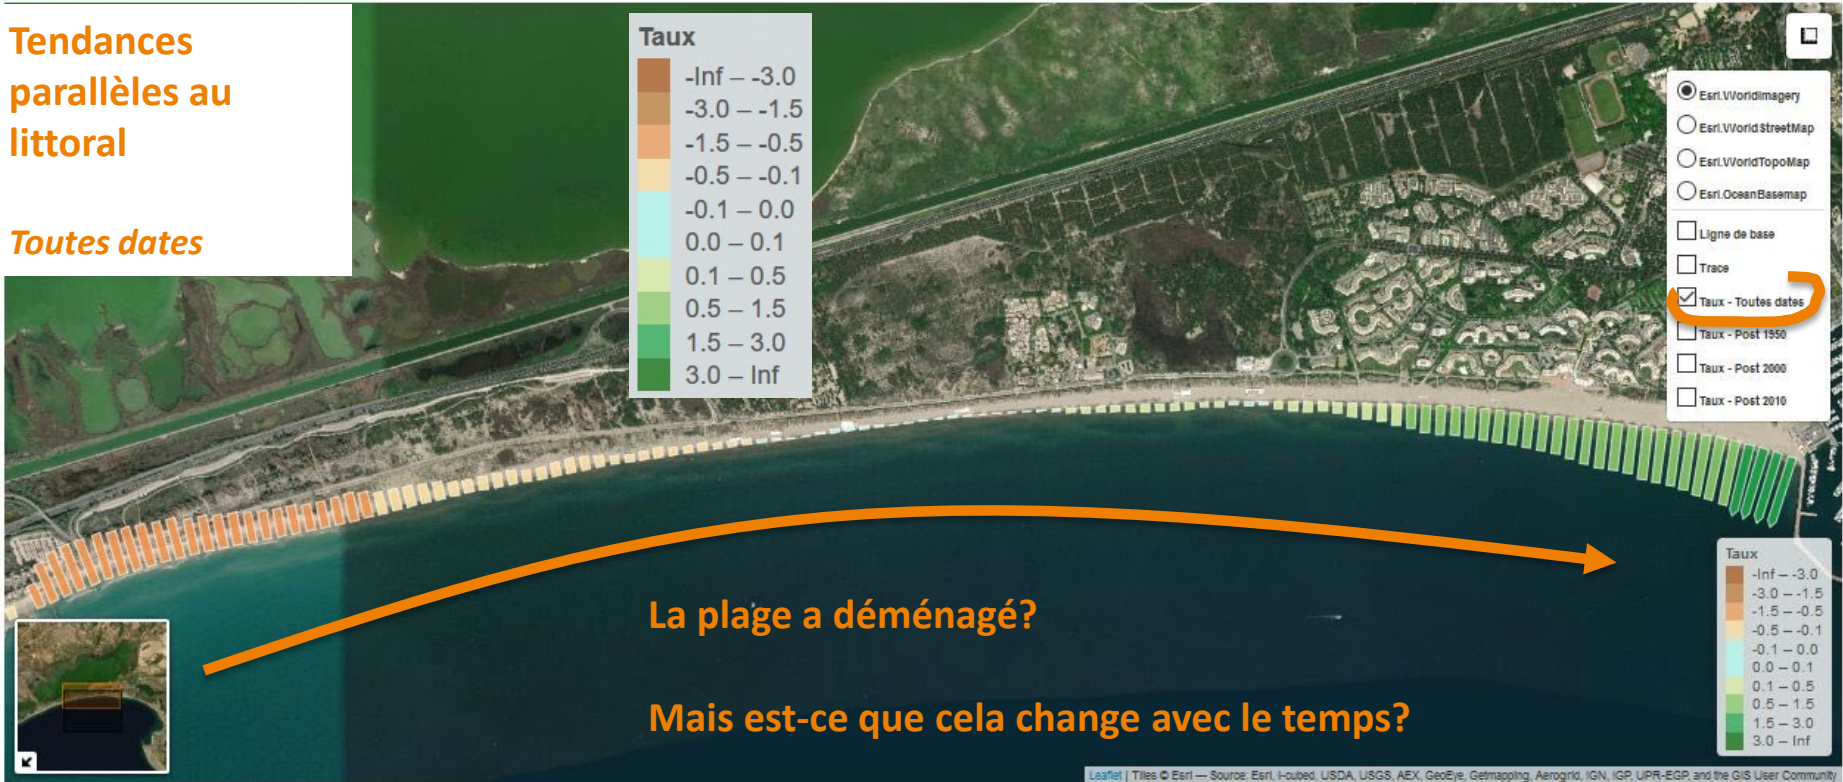 Tendances
parallèles au
littoral
Toutes dates
Taux
-Inf – -3.0
-3.0 – -1.5
-1.5 – -0.5
-0.5 – -0.1
-0.1 – 0.0
0.0 – 0.1
0.1 – 0.5
0.5 – 1.5
1.5 – 3.0
3.0 – Inf
Esri.WorldImagery
Esri.WorldStreetMap
Esri.WorldTopoMap
Esri.OceanBasemap
Ligne de base
Trace
Taux - Toutes dates
Taux - Post 1950
Taux - Post 2000
Taux - Post 2010
La plage a déménagé?
Mais est-ce que cela change avec le temps?
Taux
-Inf – -3.0
-3.0 – -1.5
-1.5 – -0.5
-0.5 – -0.1
-0.1 – 0.0
0.0 – 0.1
0.1 – 0.5
0.5 – 1.5
1.5 – 3.0
3.0 – Inf
Leaflet | Tiles © Esri — Source: Esri, i-cubed, USDA, USGS, AEX, GeoEye, Getmapping, Aerogrid, IGN, IGP, UPR-EGP, and the GIS User Community